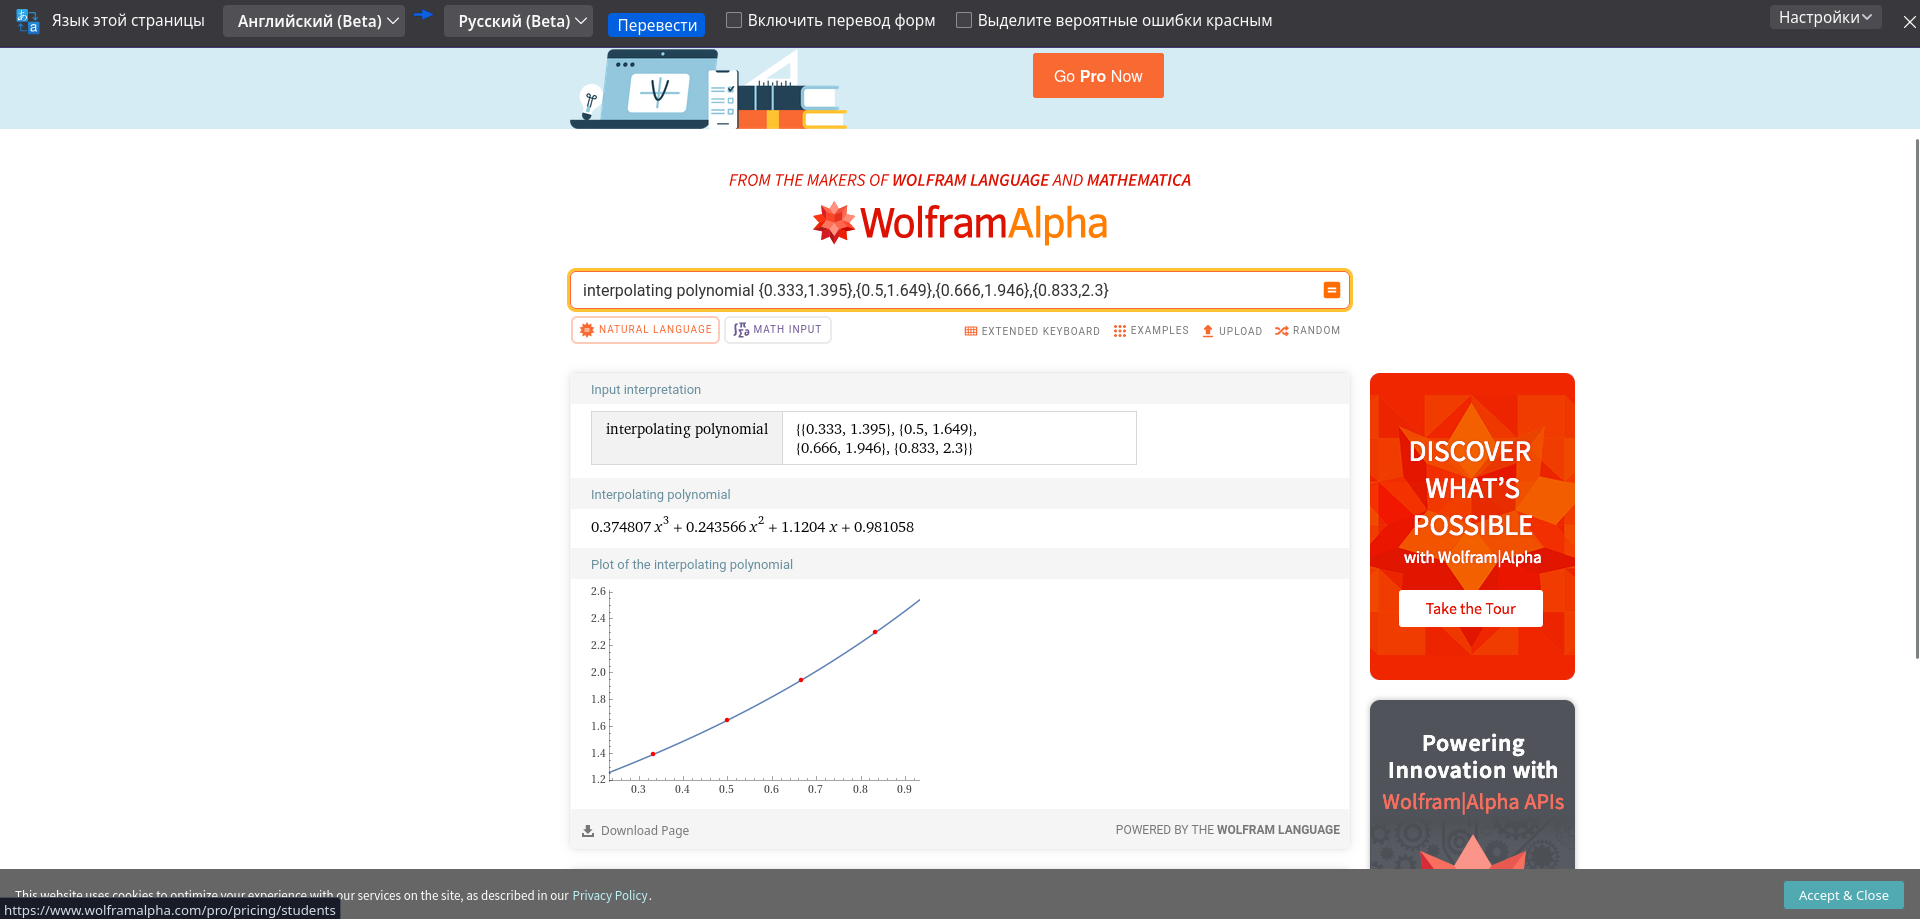 Язык этой страницы Английский (Beta) Русский (Beta) Перевести Включить перевод форм Выделите вероятные ошибки красным Настройки
Go Pro Now
FROM THE MAKERS OF WOLFRAM LANGUAGE AND MATHEMATICA
WolframAlpha
interpolating polynomial {0.333,1.395},{0.5,1.649},{0.666,1.946},{0.833,2.3}
NATURAL LANGUAGE MATH INPUT EXTENDED KEYBOARD EXAMPLES UPLOAD RANDOM
Input interpretation
interpolating polynomial {{0.333, 1.395}, {0.5, 1.649},
{0.666, 1.946}, {0.833, 2.3}}
Interpolating polynomial
0.374807 x^3 + 0.243566 x^2 + 1.1204 x + 0.981058
Plot of the interpolating polynomial
2.6
2.4
2.2
2.0
1.8
1.6
1.4
1.2
0.3 0.4 0.5 0.6 0.7 0.8 0.9
Download Page POWERED BY THE WOLFRAM LANGUAGE
DISCOVER
WHAT'S
POSSIBLE
with Wolfram|Alpha
Take the Tour
Powering
Innovation with
Wolfram|Alpha APIs
This website uses cookies to optimize your experience with our services on the site, as described in our Privacy Policy.
Accept & Close
https://www.wolframalpha.com/pro/pricing/students